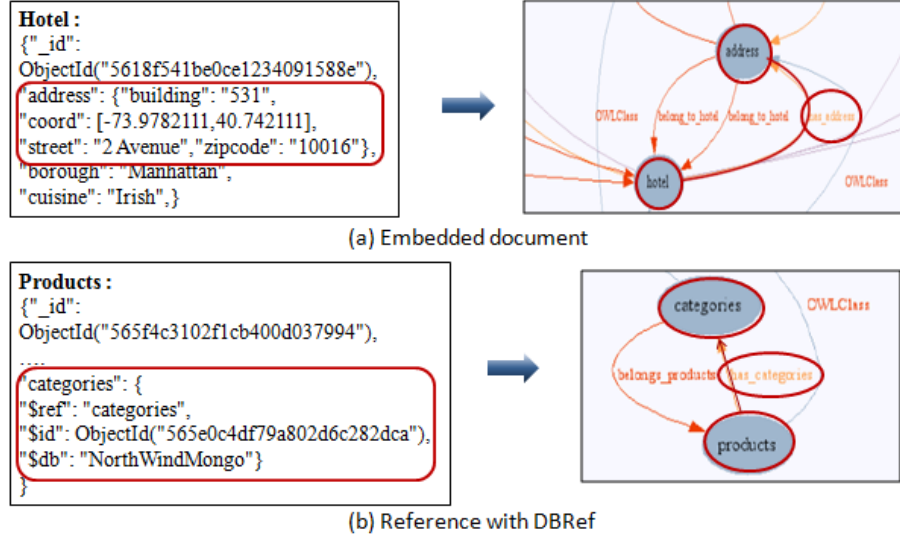 Hotel :
{"_id":
ObjectId("5618f541be0ce1234091588e"),
"address": {"building": "531",
"coord": [-73.9782111,40.742111],
"street": "2 Avenue","zipcode": "10016"},
"borough": "Manhattan",
"cuisine": "Irish",}
address
OWLClass
belong_to_hotel
belong_to_hotel
has_address
hotel
OWLClass
(a) Embedded document
Products :
{"_id":
ObjectId("565f4c3102f1cb400d037994"),
....
"categories": {
"$ref": "categories",
"$id": ObjectId("565e0c4df79a802d6c282dca"),
"$db": "NorthWindMongo"}
}
categories
OWLClass
belongs_products
has_categories
products
(b) Reference with DBRef